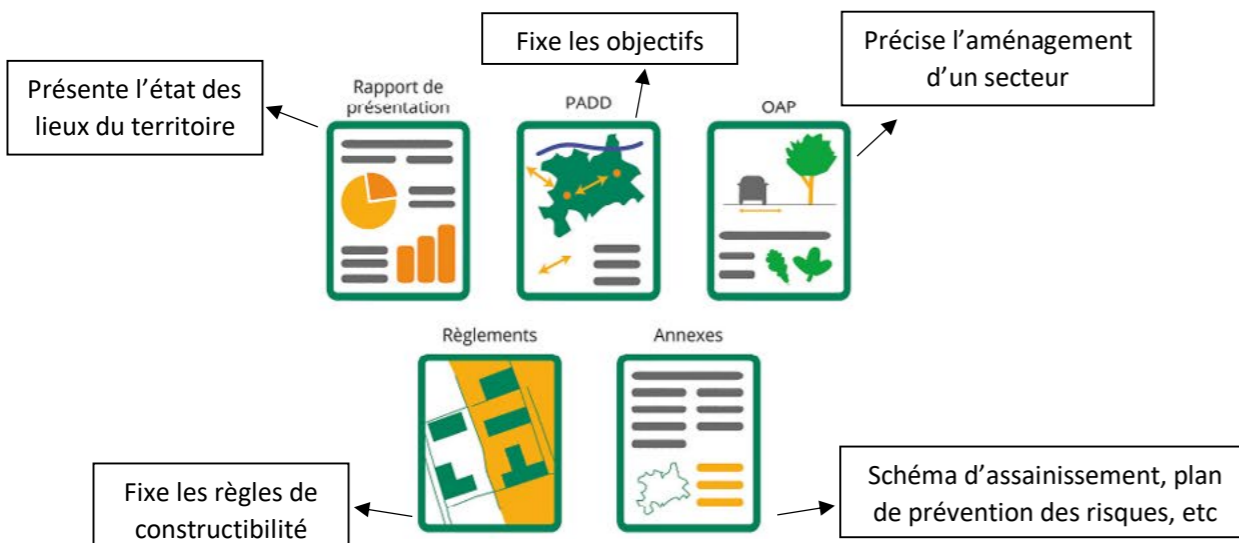 Fixe les objectifs
Précise l’aménagement
d’un secteur
Présente l’état des
lieux du territoire
Rapport de
présentation
PADD
OAP
Règlements
Annexes
Fixe les règles de
constructibilité
Schéma d’assainissement, plan
de prévention des risques, etc